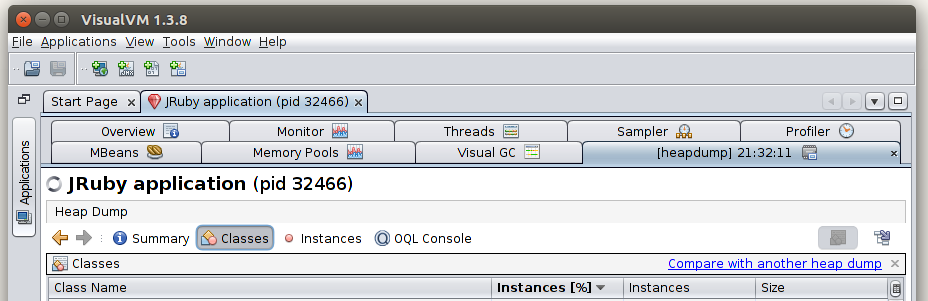 VisualVM 1.3.8
File Applications View Tools Window Help
Start Page JRuby application (pid 32466)
Applications
Overview Monitor Threads Sampler Profiler
MBeans Memory Pools Visual GC [heapdump] 21:32:11
JRuby application (pid 32466)
Heap Dump
Summary Classes Instances OQL Console
Classes Compare with another heap dump
Class Name Instances [%] Instances Size